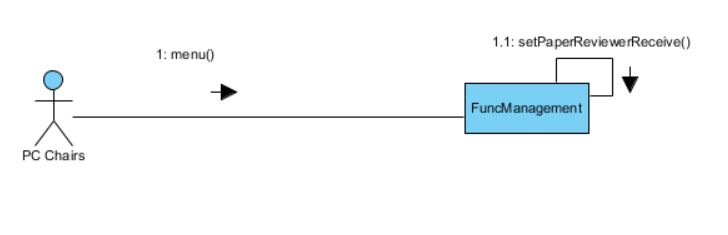 1.1: setPaperReviewerReceive()
1: menu()
FuncManagement
PC Chairs